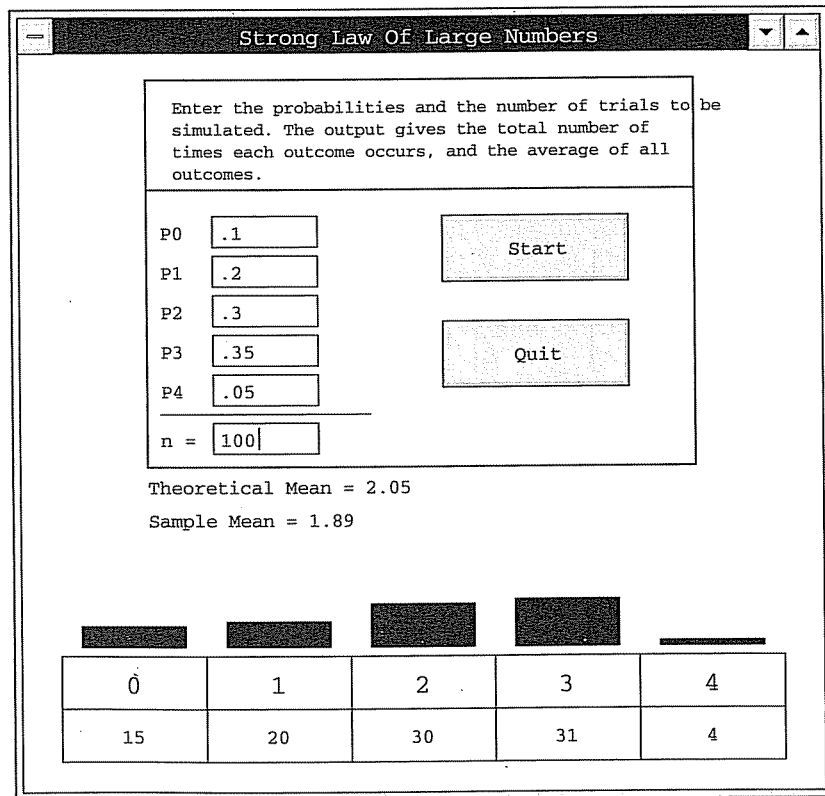 Strong Law Of Large Numbers
Enter the probabilities and the number of trials to be
simulated. The output gives the total number of
times each outcome occurs, and the average of all
outcomes.
P0 .1
Start
P1 .2
P2 .3
P3 .35
Quit
P4 .05
n = 100
Theoretical Mean = 2.05
Sample Mean = 1.89
0 1 2 3 4
15 20 30 31 4